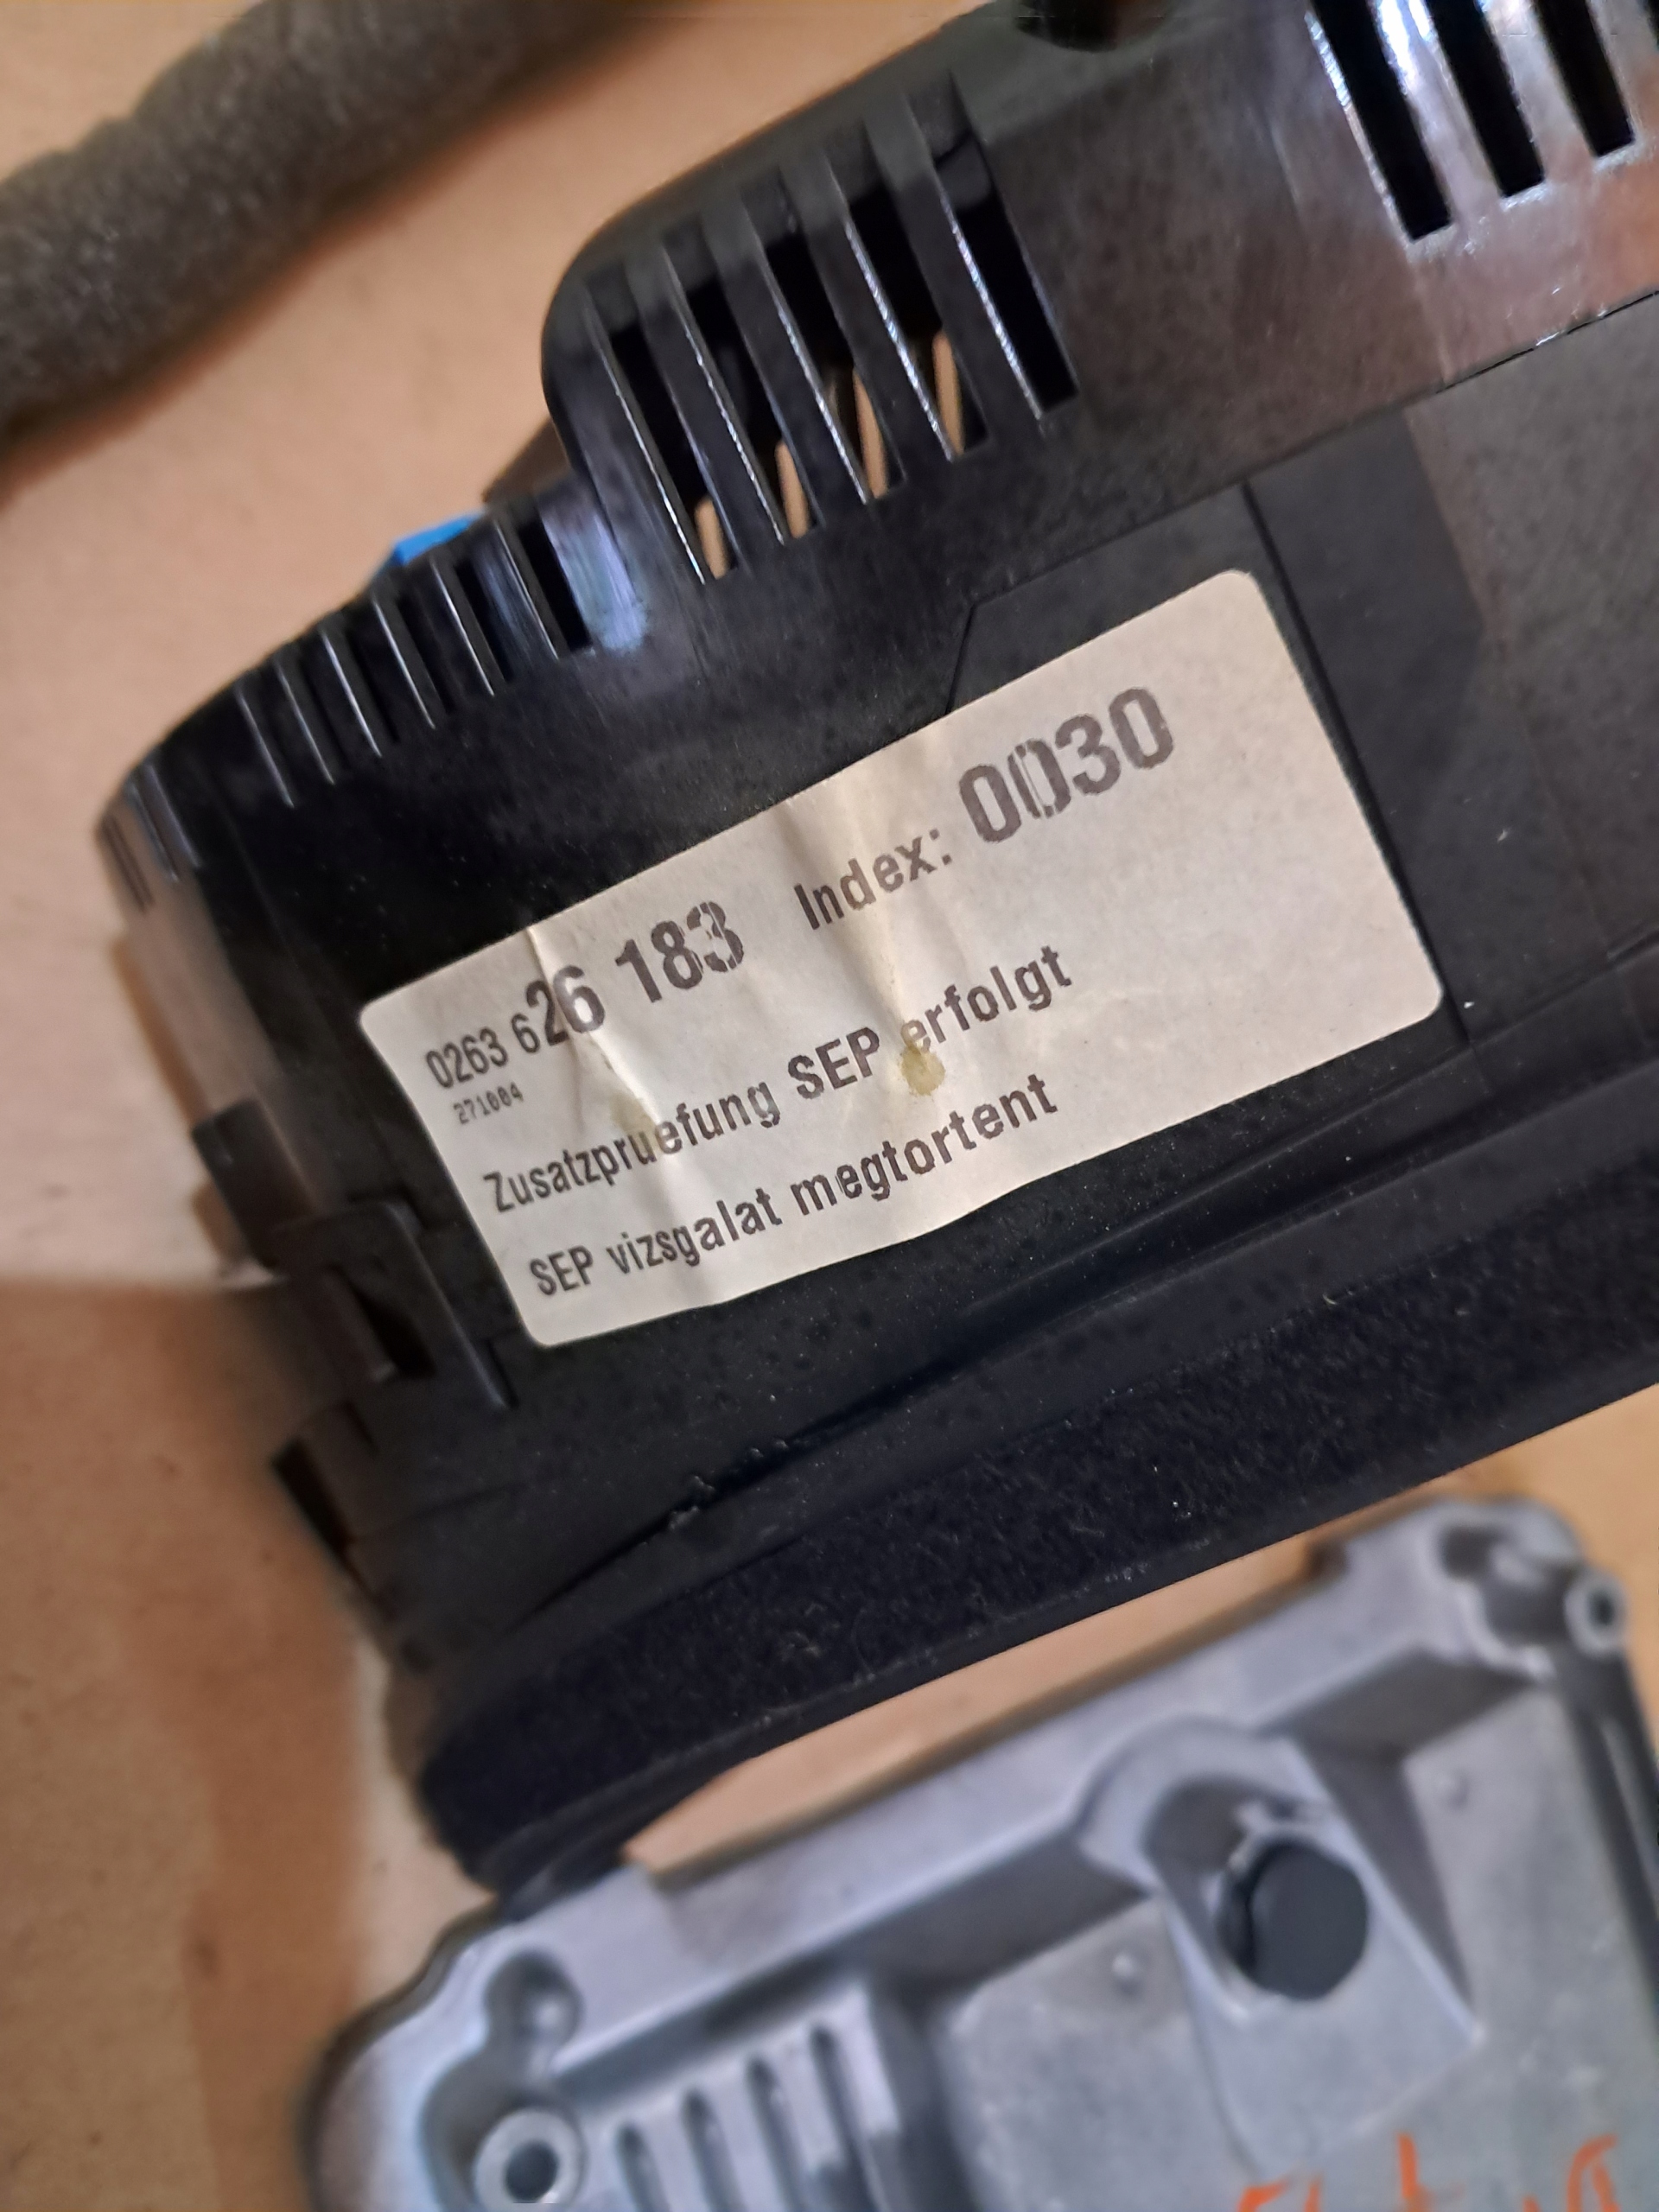 0263 626 183 Index: 0030
271004
Zusatzpruefung SEP erfolgt
SEP vizsgalat megtortent